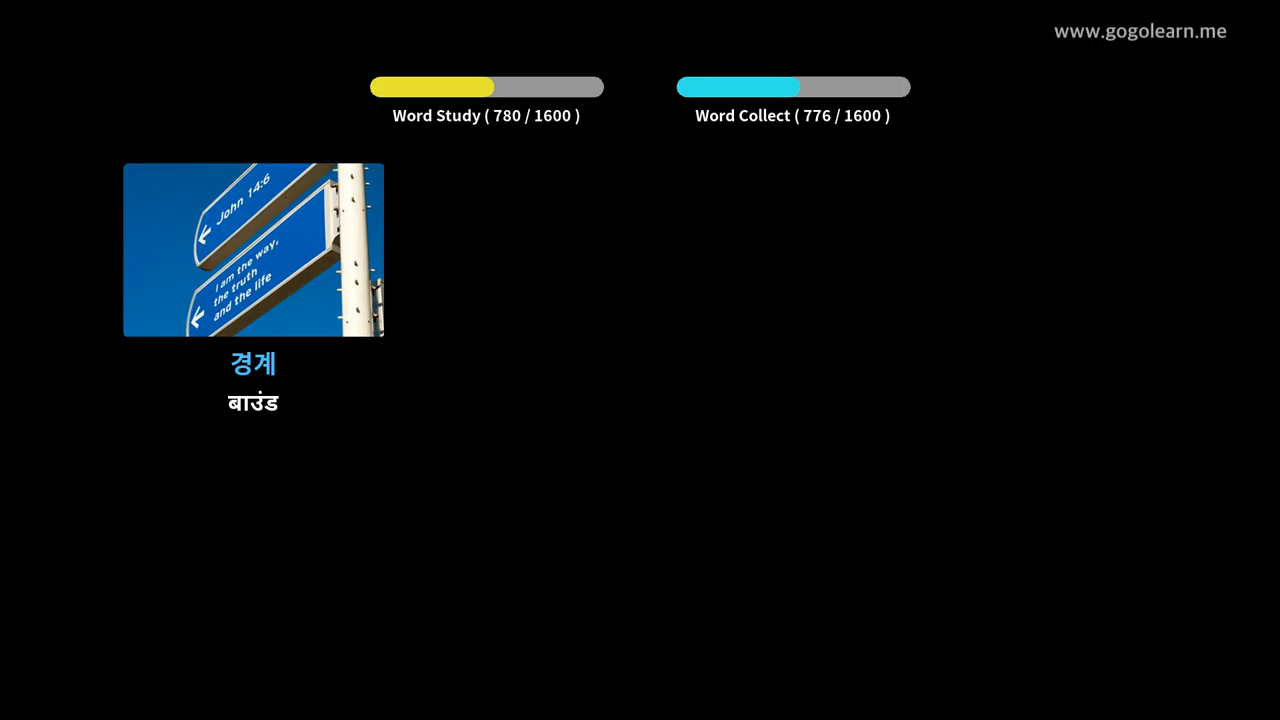 www.gogolearn.me
Word Study ( 780 / 1600 )
Word Collect ( 776 / 1600 )
John 14:6
I am the way,
the truth
and the life
경계
बाउंड